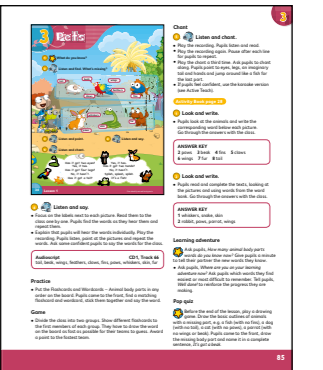 3
3 Pets
What do you know?
Listen and find. What's missing?
Listen and point.
Listen and say.
Listen and chant.
Lesson 1
Listen and say.
• Focus on the labels next to each picture. Read them to the
class one by one. Pupils find the words as they hear them and
repeat them.
• Explain that pupils will hear the words individually. Play the
recording. Pupils listen, point at the pictures and repeat the
words. Ask some confident pupils to say the words for the class.
Audioscript CD1, Track 66
tail, beak, wings, feathers, claws, fins, paws, whiskers, skin, fur
Practice
• Put the Flashcards and Wordcards – Animal body parts in any
order on the board. Pupils come to the front, find a matching
flashcard and wordcard, stick them together and say the word.
Game
• Divide the class into two groups. Show different flashcards to
the first members of each group. They have to draw the word
on the board as fast as possible for their teams to guess. Award
a point to the fastest team.
Chant
Listen and chant.
• Play the recording. Pupils listen and read.
• Play the recording again. Pause after each line
for pupils to repeat.
• Play the chant a third time. Ask pupils to chant
along. Pupils point to eyes, legs, an imaginary
tail and hands and jump around like a fish for
the last part.
• If pupils feel confident, use the karaoke version
(see Active Teach).
Look and write.
• Pupils look at the animals and write the
corresponding word below each picture.
Go through the answers with the class.
ANSWER KEY
2 paws 3 beak 4 fins 5 claws
6 wings 7 fur 8 tail
Look and write.
• Pupils read and complete the texts, looking at
the pictures and using words from the word
bank. Go through the answers with the class.
ANSWER KEY
1 whiskers, snake, skin
2 rabbit, paws, parrot, wings
Learning adventure
Ask pupils, How many animal body parts
words do you know now? Give pupils a minute
to tell their partner the new words they know.
• Ask pupils, Where are you on your learning
adventure now? Ask pupils which words they find
easiest or most difficult to remember. Tell pupils,
Well done! to reinforce the progress they are
making.
Pop quiz
Before the end of the lesson, play a drawing
game. Draw the basic outlines of animals
with a missing part, e.g. a fish (with no fins), a dog
(with no tail), a cat (with no paws), a parrot (with
no wings or beak). Pupils come to the front, draw
the missing body part and name it in a complete
sentence, It's got a beak.
85